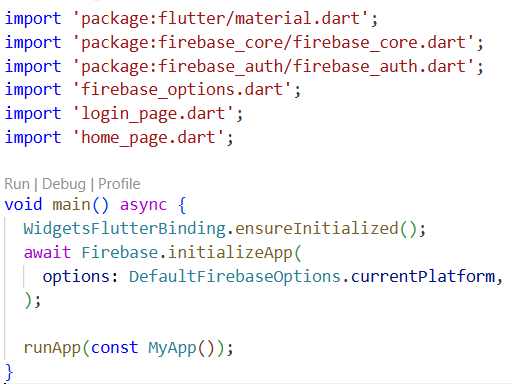 import 'package:flutter/material.dart';
import 'package:firebase_core/firebase_core.dart';
import 'package:firebase_auth/firebase_auth.dart';
import 'firebase_options.dart';
import 'login_page.dart';
import 'home_page.dart';

Run | Debug | Profile
void main() async {
  WidgetsFlutterBinding.ensureInitialized();
  await Firebase.initializeApp(
    options: DefaultFirebaseOptions.currentPlatform,
  );

  runApp(const MyApp());
}